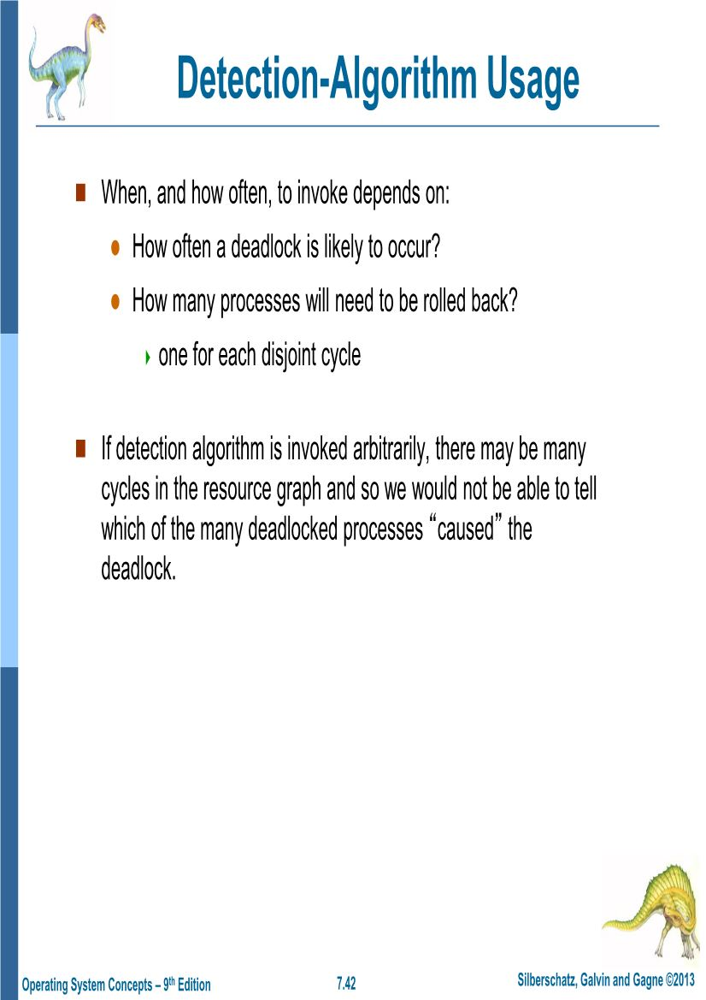 Detection-Algorithm Usage
When, and how often, to invoke depends on:
How often a deadlock is likely to occur?
How many processes will need to be rolled back?
one for each disjoint cycle
If detection algorithm is invoked arbitrarily, there may be many
cycles in the resource graph and so we would not be able to tell
which of the many deadlocked processes “caused” the
deadlock.
Operating System Concepts – 9th Edition
7.42
Silberschatz, Galvin and Gagne ©2013